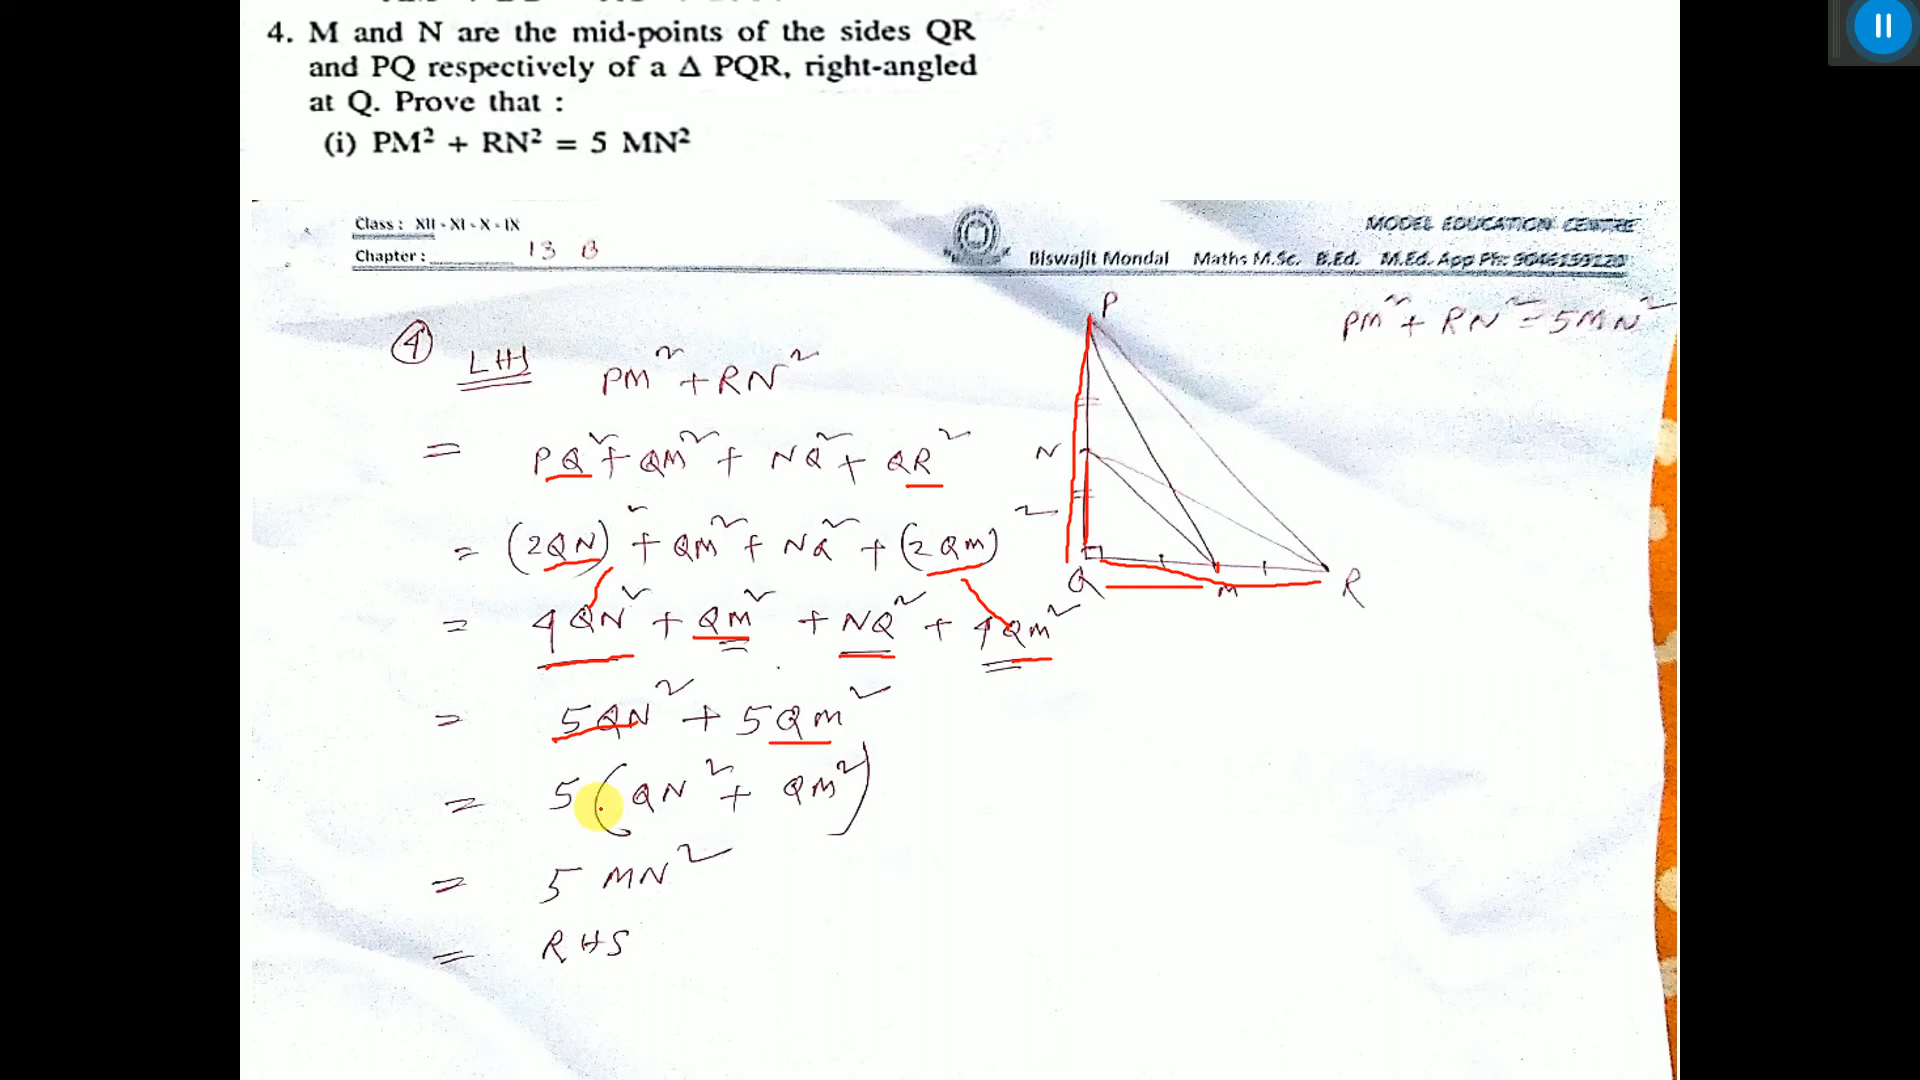 4. M and N are the mid-points of the sides QR
and PQ respectively of a Δ PQR, right-angled
at Q. Prove that :
(i) PM² + RN² = 5 MN²
Class : XII - XI - X - IX
Chapter : 13 B
MODEL EDUCATION CENTRE
Biswajit Mondal Maths M.Sc. B.Ed. M.Ed. App Ph:
PM² + RN² = 5MN²
④ LHS PM² + RN²
= PQ² + QM² + NQ² + QR²
= (2QN)² + QM² + NQ² + (2QM)²
= 4QN² + QM² + NQ² + 4QM²
= 5QN² + 5QM²
= 5(QN² + QM²)
= 5 MN²
= RHS
P
N
Q
M
R